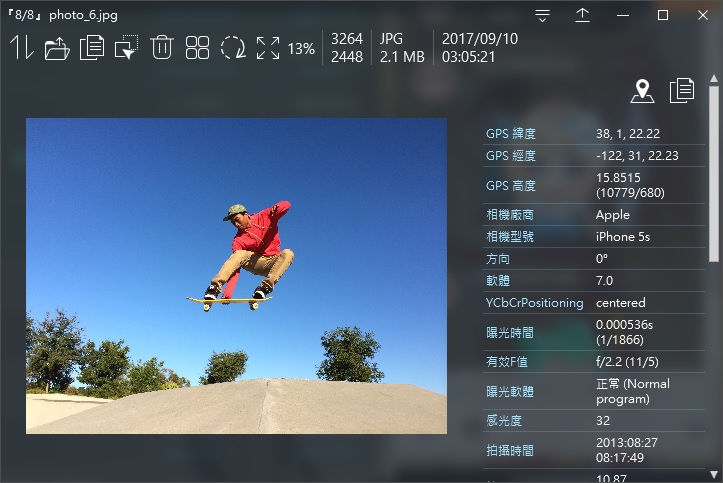 『8/8』 photo_6.jpg
13%
3264
2448
JPG
2.1 MB
2017/09/10
03:05:21
GPS 緯度 38, 1, 22.22
GPS 經度 -122, 31, 22.23
GPS 高度 15.8515
(10779/680)
相機廠商 Apple
相機型號 iPhone 5s
方向 0°
軟體 7.0
YCbCrPositioning centered
曝光時間 0.000536s
(1/1866)
有效F值 f/2.2 (11/5)
曝光軟體 正常 (Normal
program)
感光度 32
拍攝時間 2013:08:27
08:17:49
10.87